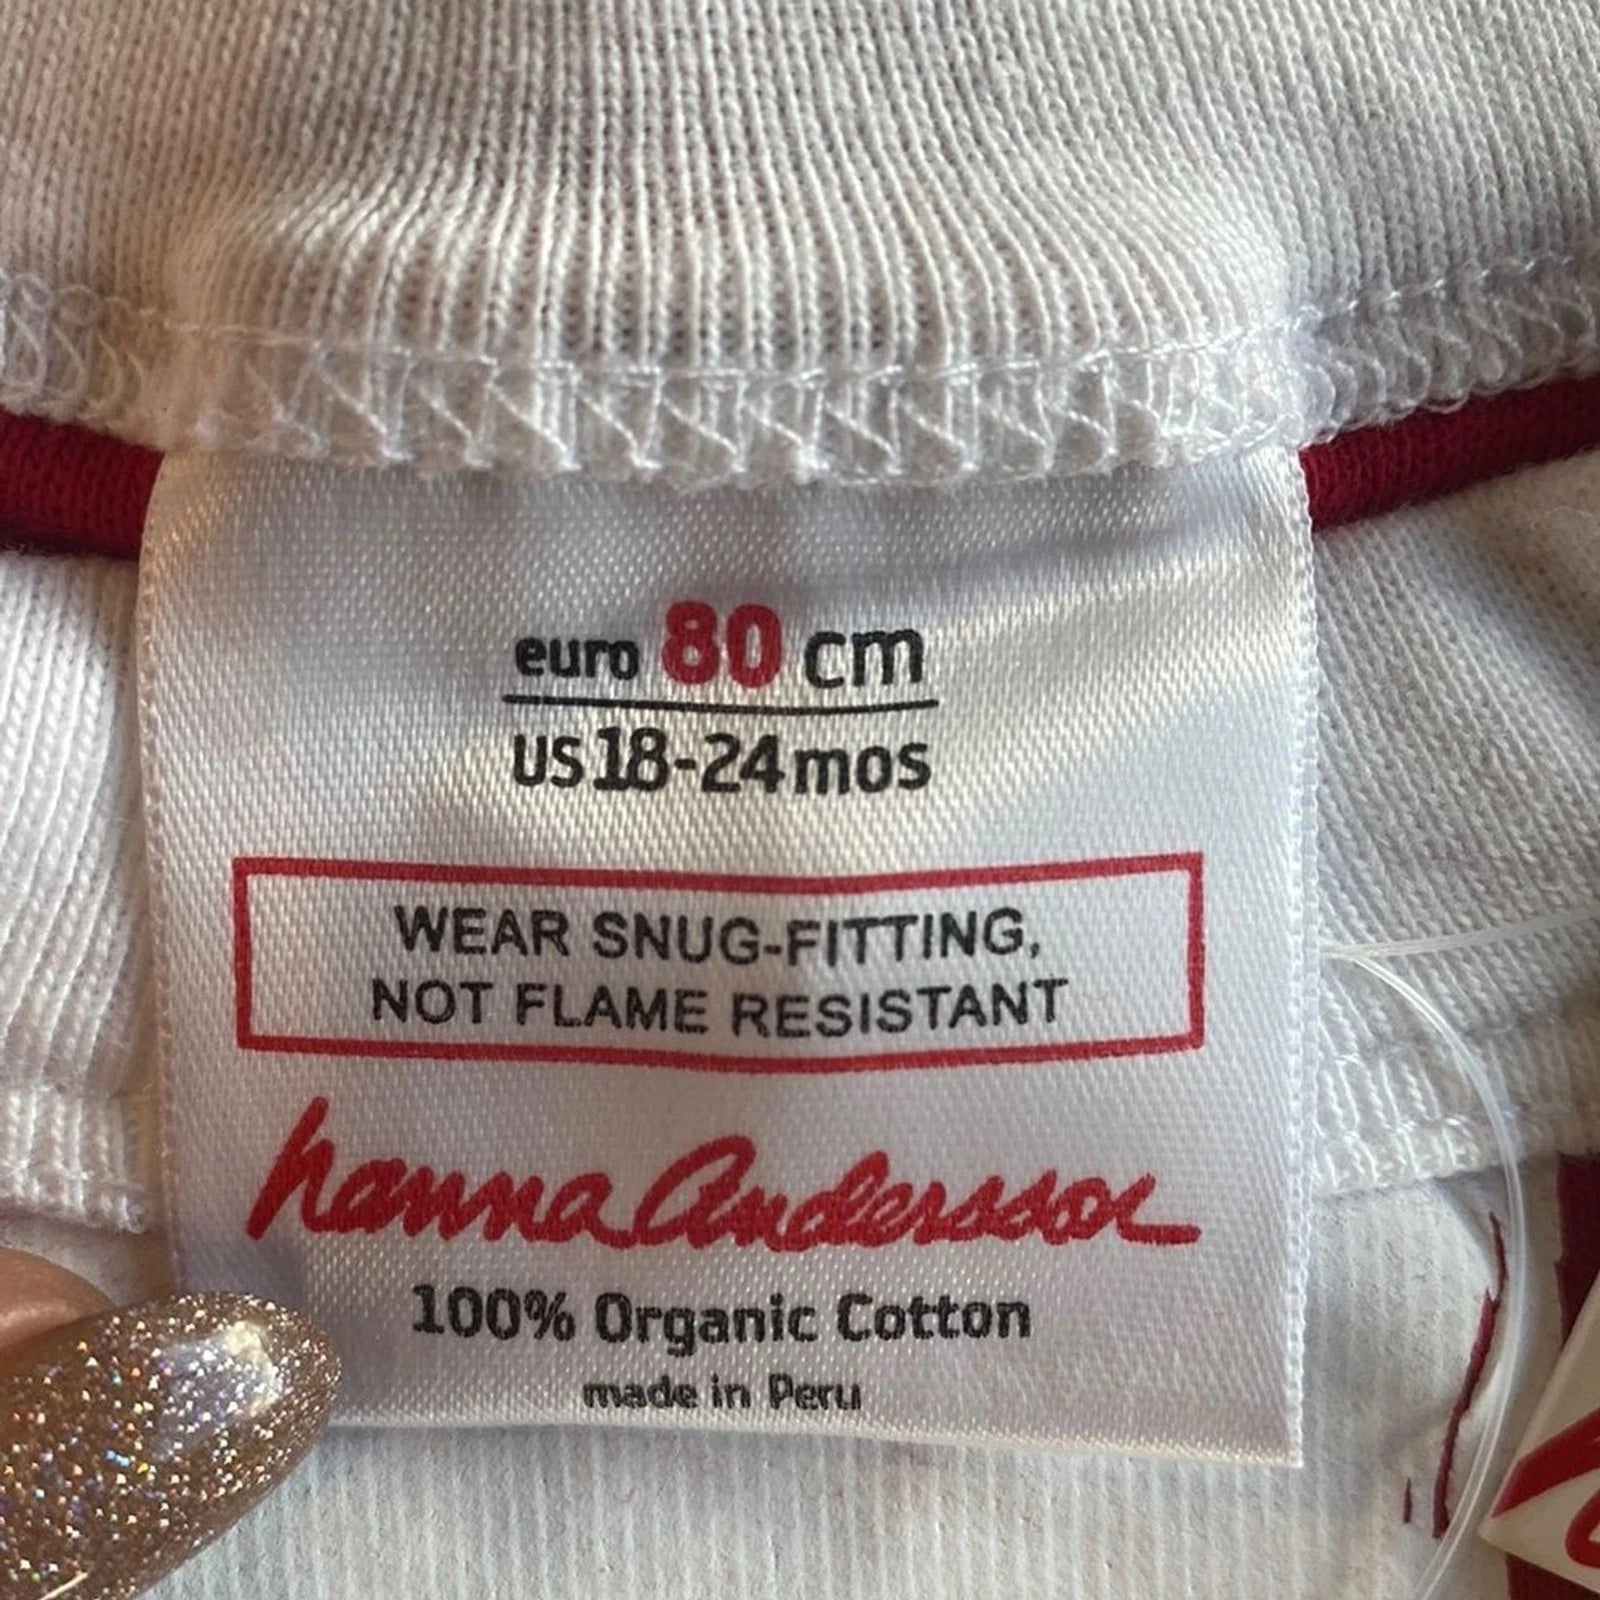 euro 80 cm
US 18-24 mos
WEAR SNUG-FITTING,
NOT FLAME RESISTANT
hanna Andersson
100% Organic Cotton
made in Peru